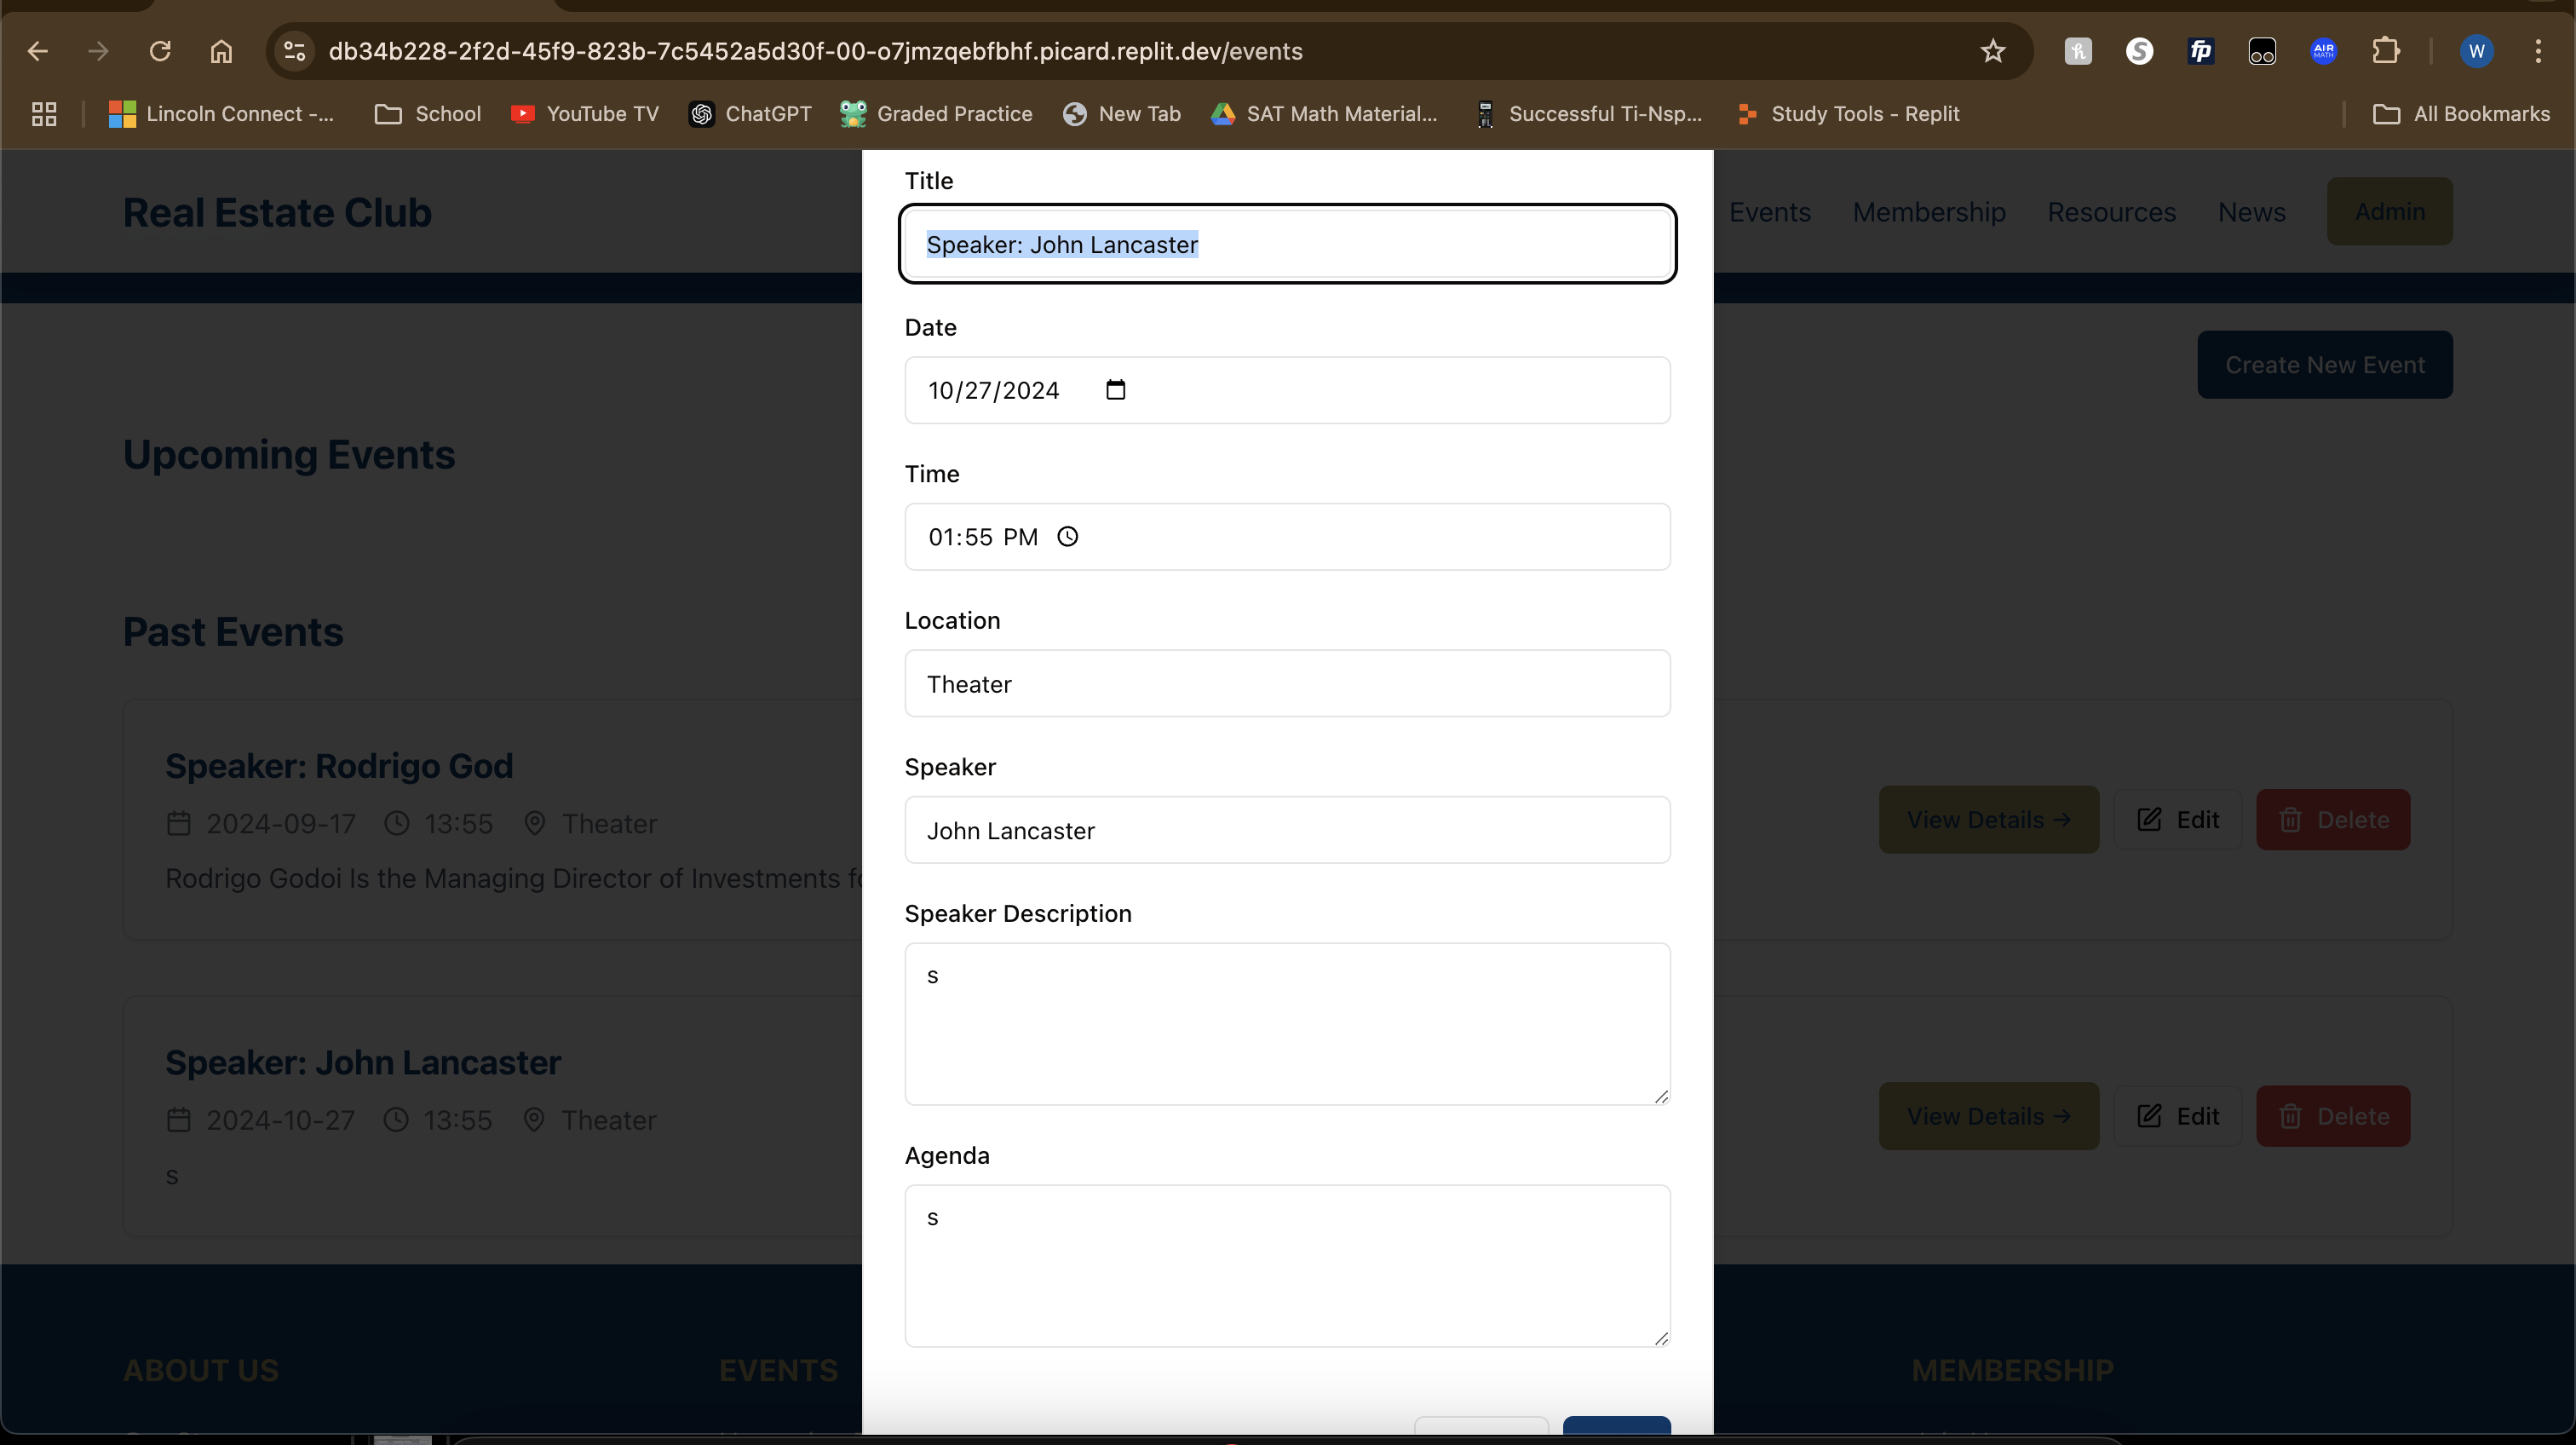 db34b228-2f2d-45f9-823b-7c5452a5d30f-00-o7jmzqebfbhf.picard.replit.dev/events
W
Lincoln Connect -...
School
YouTube TV
ChatGPT
Graded Practice
New Tab
SAT Math Material...
Successful Ti-Nsp...
Study Tools - Replit
All Bookmarks
Real Estate Club
Events
Membership
Resources
News
Admin
Create New Event
Title
Speaker: John Lancaster
Date
10/27/2024
Time
01:55 PM
Location
Theater
Speaker
John Lancaster
Speaker Description
s
Agenda
s
Upcoming Events
Past Events
Speaker: Rodrigo God
2024-09-17 13:55 Theater
Rodrigo Godoi Is the Managing Director of Investments
View Details → Edit Delete
Speaker: John Lancaster
2024-10-27 13:55 Theater
s
View Details → Edit Delete
ABOUT US
EVENTS
MEMBERSHIP